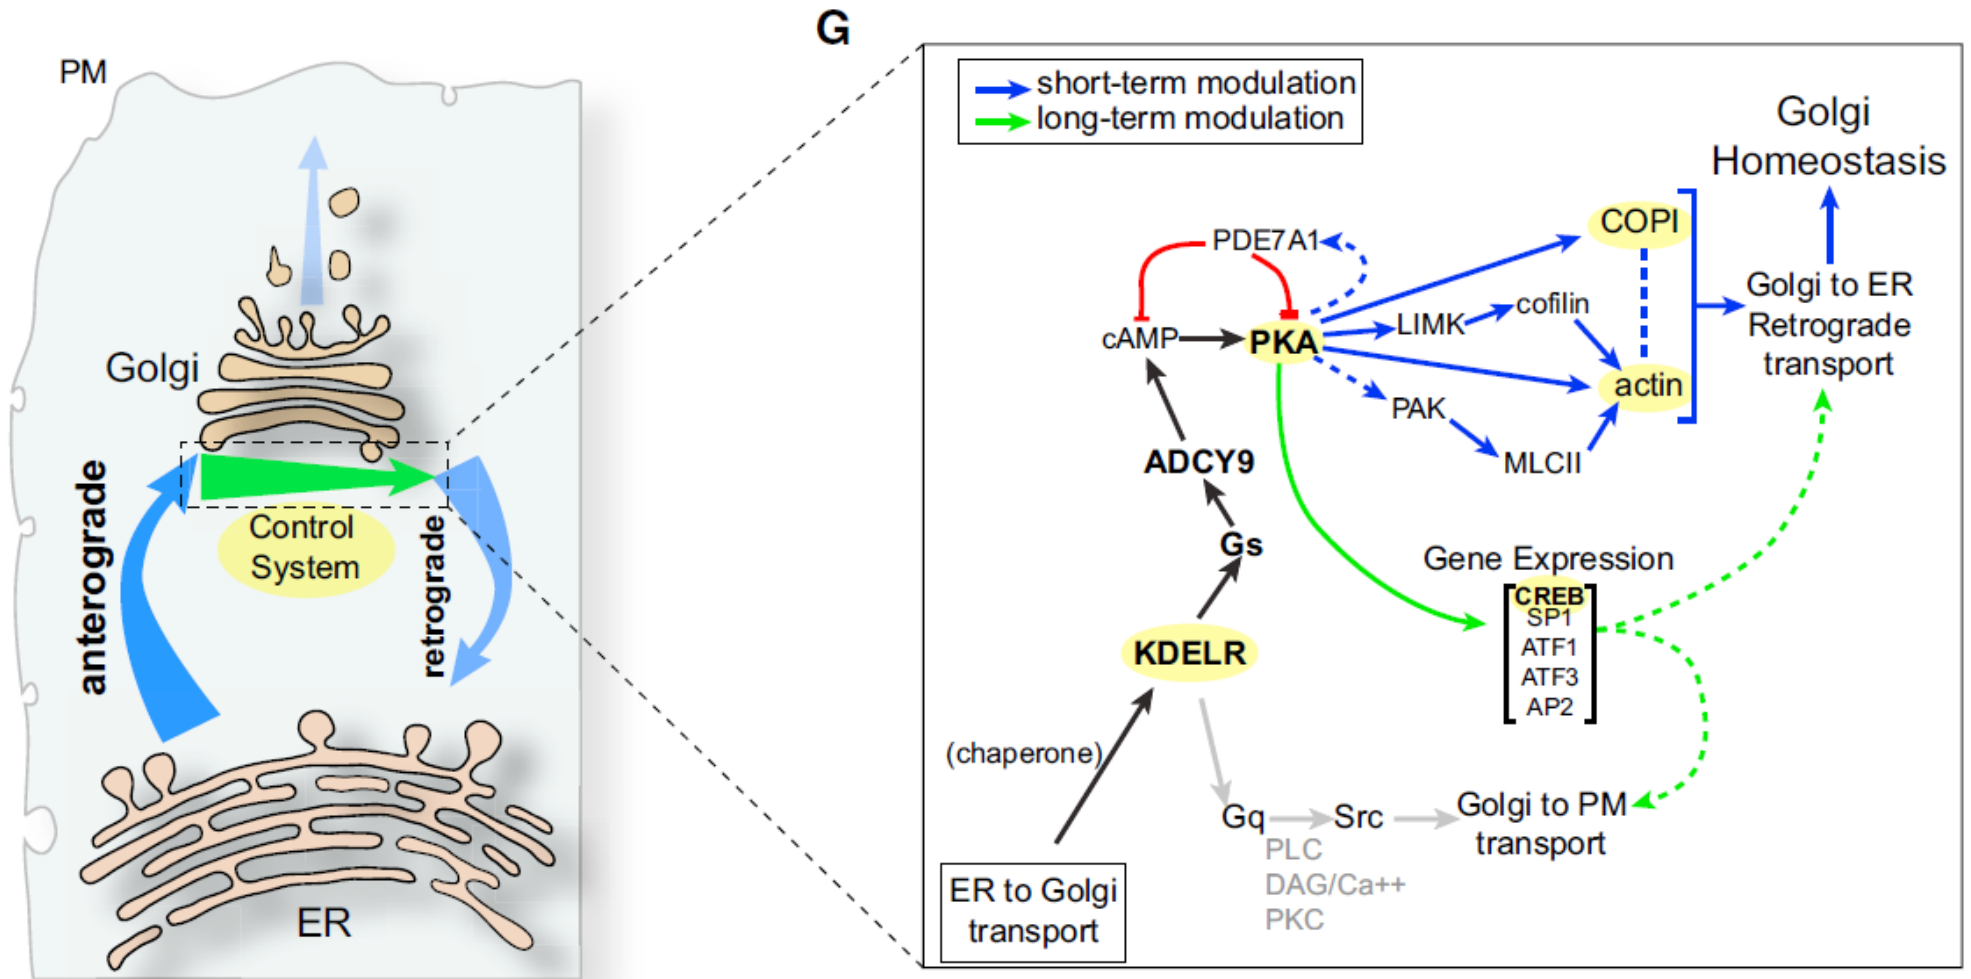 PM
Golgi
anterograde
Control
System
retrograde
ER
G
short-term modulation
long-term modulation
Golgi
Homeostasis
PDE7A1
COPI
cAMP
PKA
LIMK
cofilin
Golgi to ER
Retrograde
transport
actin
PAK
MLCII
ADCY9
Gs
KDELR
Gene Expression
CREB
SP1
ATF1
ATF3
AP2
(chaperone)
Gq
Src
Golgi to PM
transport
PLC
DAG/Ca++
PKC
ER to Golgi
transport